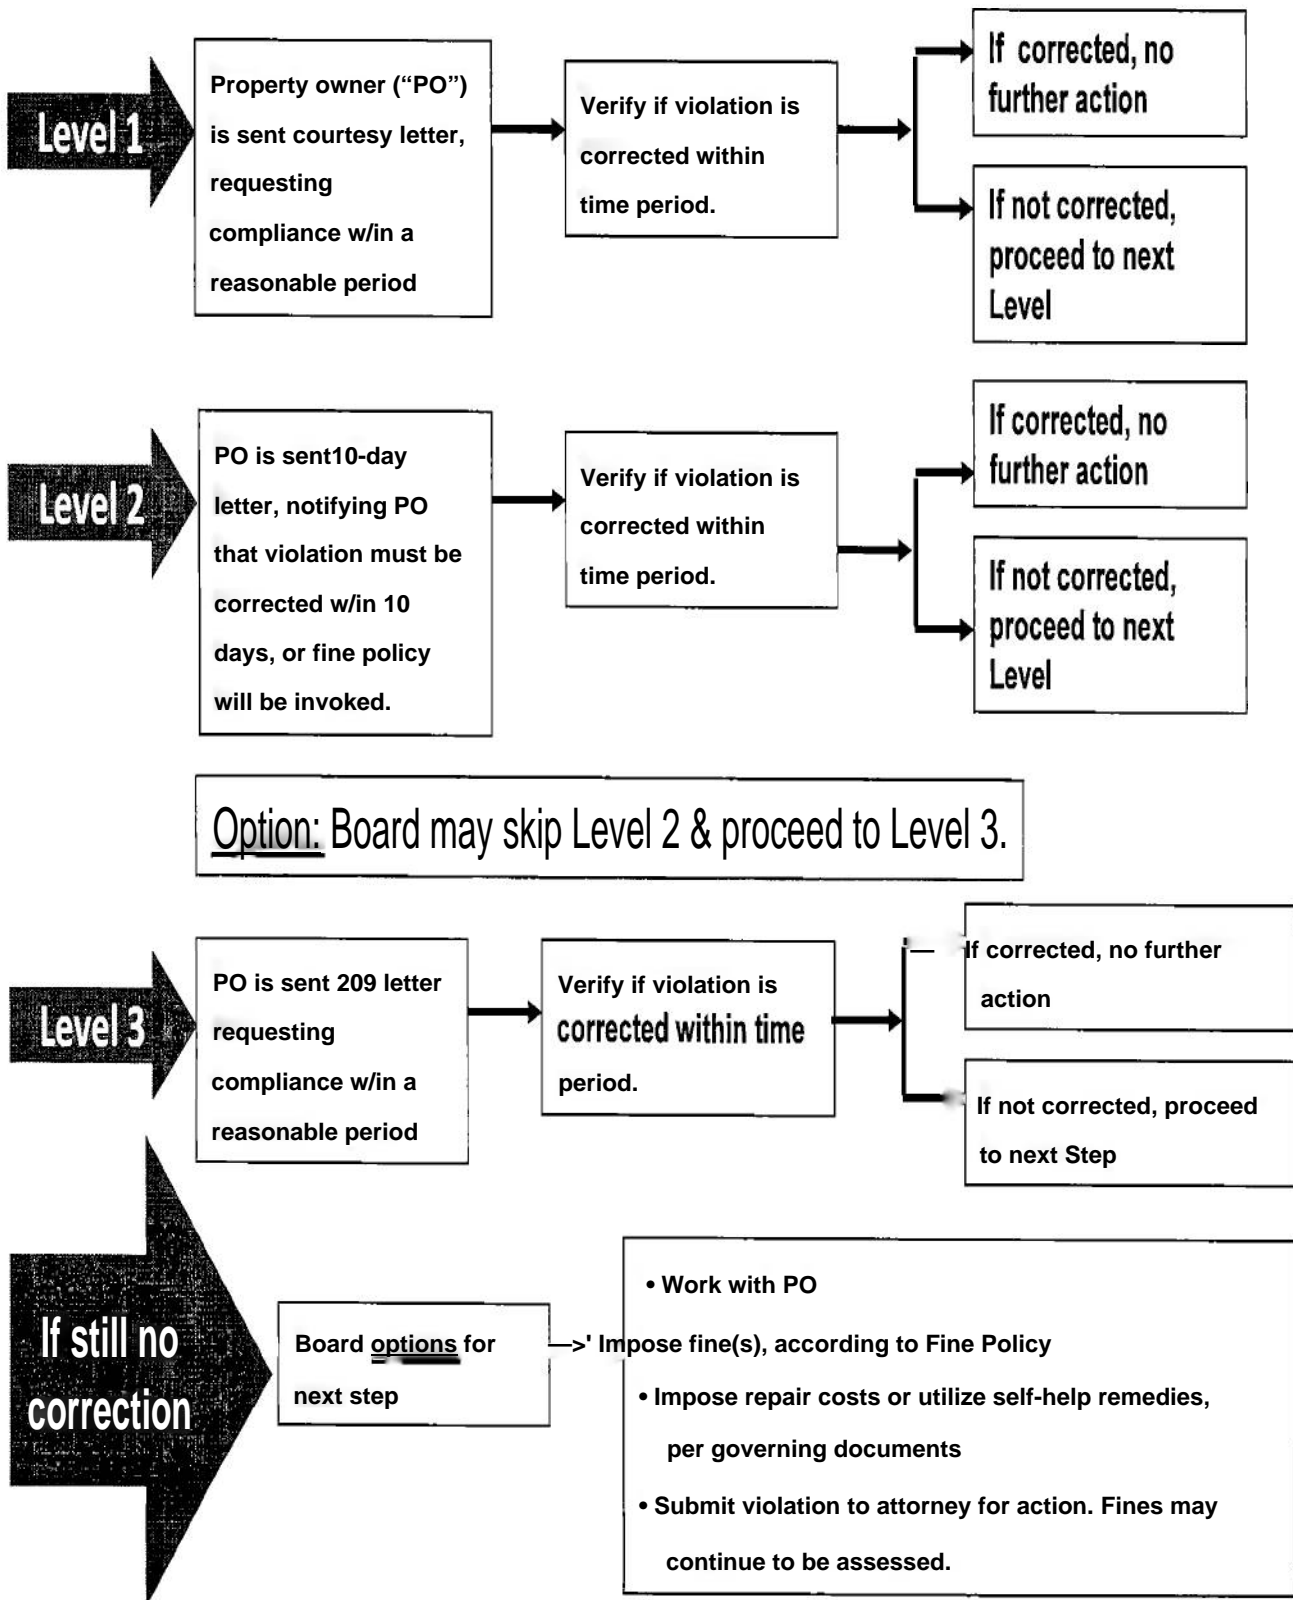 Level 1
Property owner (“PO”)
is sent courtesy letter,
requesting
compliance w/in a
reasonable period
Verify if violation is
corrected within
time period.
If corrected, no
further action
If not corrected,
proceed to next
Level
Level 2
PO is sent10-day
letter, notifying PO
that violation must be
corrected w/in 10
days, or fine policy
will be invoked.
Verify if violation is
corrected within
time period.
If corrected, no
further action
If not corrected,
proceed to next
Level
Option: Board may skip Level 2 & proceed to Level 3.
Level 3
PO is sent 209 letter
requesting
compliance w/in a
reasonable period
Verify if violation is
corrected within time
period.
If corrected, no further
action
If not corrected, proceed
to next Step
If still no
correction
Board options for
next step
• Work with PO
—>' Impose fine(s), according to Fine Policy
• Impose repair costs or utilize self-help remedies,
per governing documents
• Submit violation to attorney for action. Fines may
continue to be assessed.